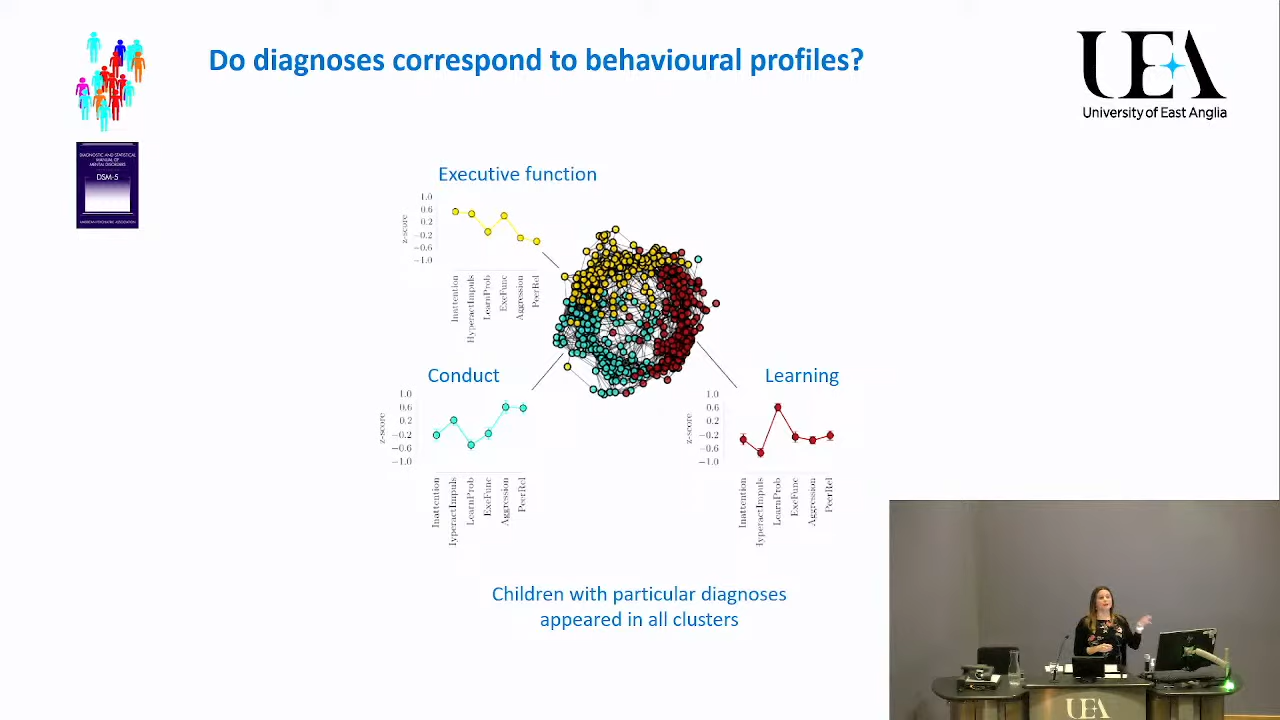 Do diagnoses correspond to behavioural profiles?
UEA
University of East Anglia
DIAGNOSTIC AND STATISTICAL
MANUAL OF
MENTAL DISORDERS
DSM-5
AMERICAN PSYCHIATRIC ASSOCIATION
Executive function
1.0
0.6
0.2
−0.2
−0.6
−1.0
z-score
Inattention
HyperactImpuls
LearnProb
ExeFunc
Aggression
PeerRel
Conduct
1.0
0.6
0.2
−0.2
−0.6
−1.0
z-score
Inattention
HyperactImpuls
LearnProb
ExeFunc
Aggression
PeerRel
Learning
1.0
0.6
0.2
−0.2
−0.6
−1.0
z-score
Inattention
HyperactImpuls
LearnProb
ExeFunc
Aggression
PeerRel
Children with particular diagnoses
appeared in all clusters
UEA